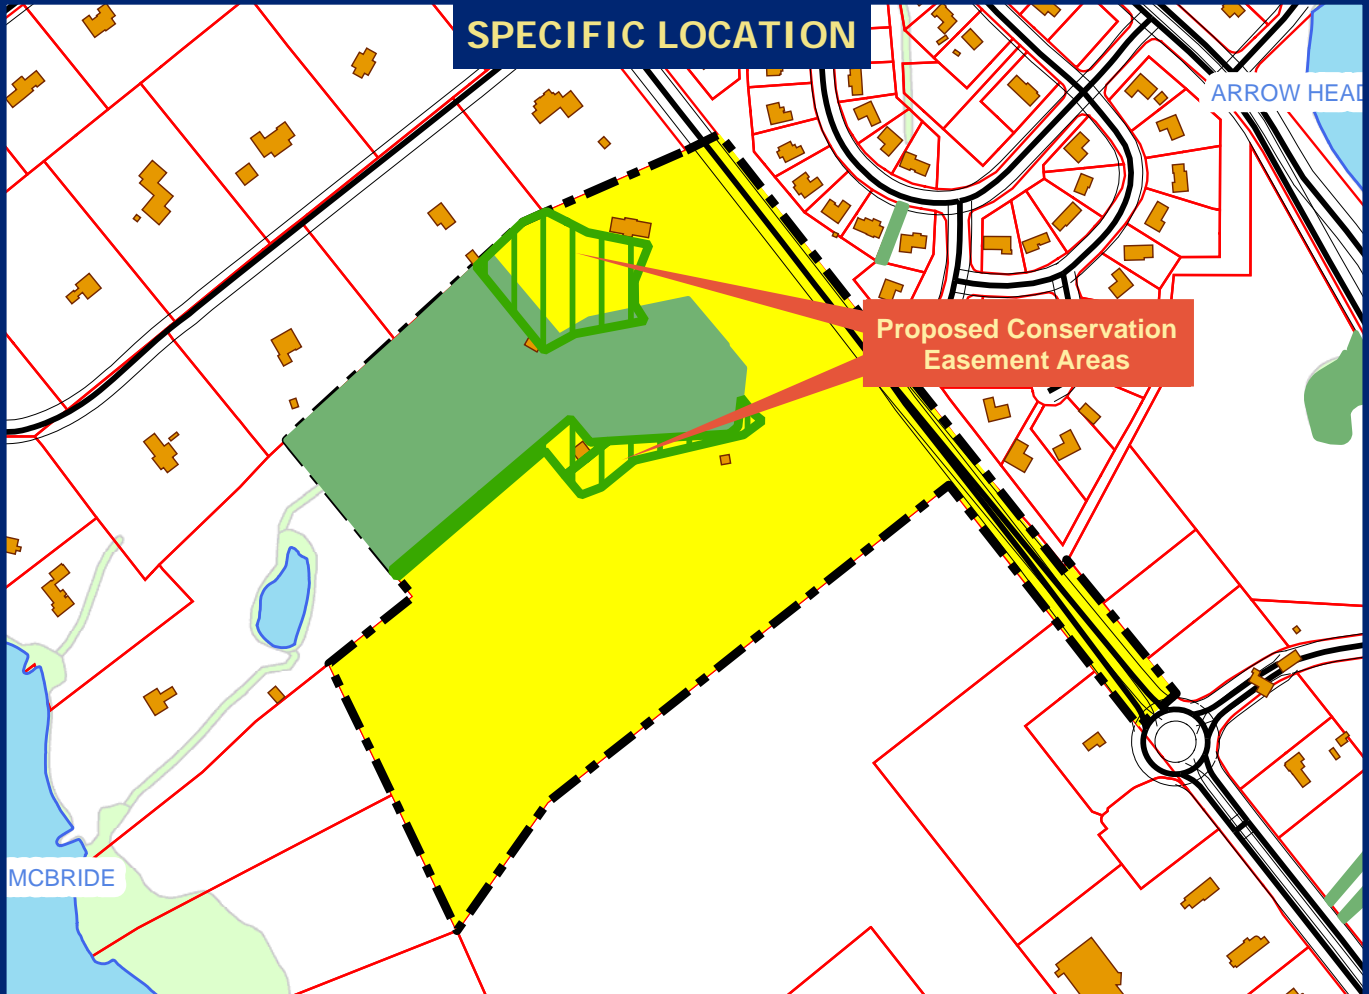 SPECIFIC LOCATION
ARROW HEAD
Proposed Conservation
Easement Areas
MCBRIDE